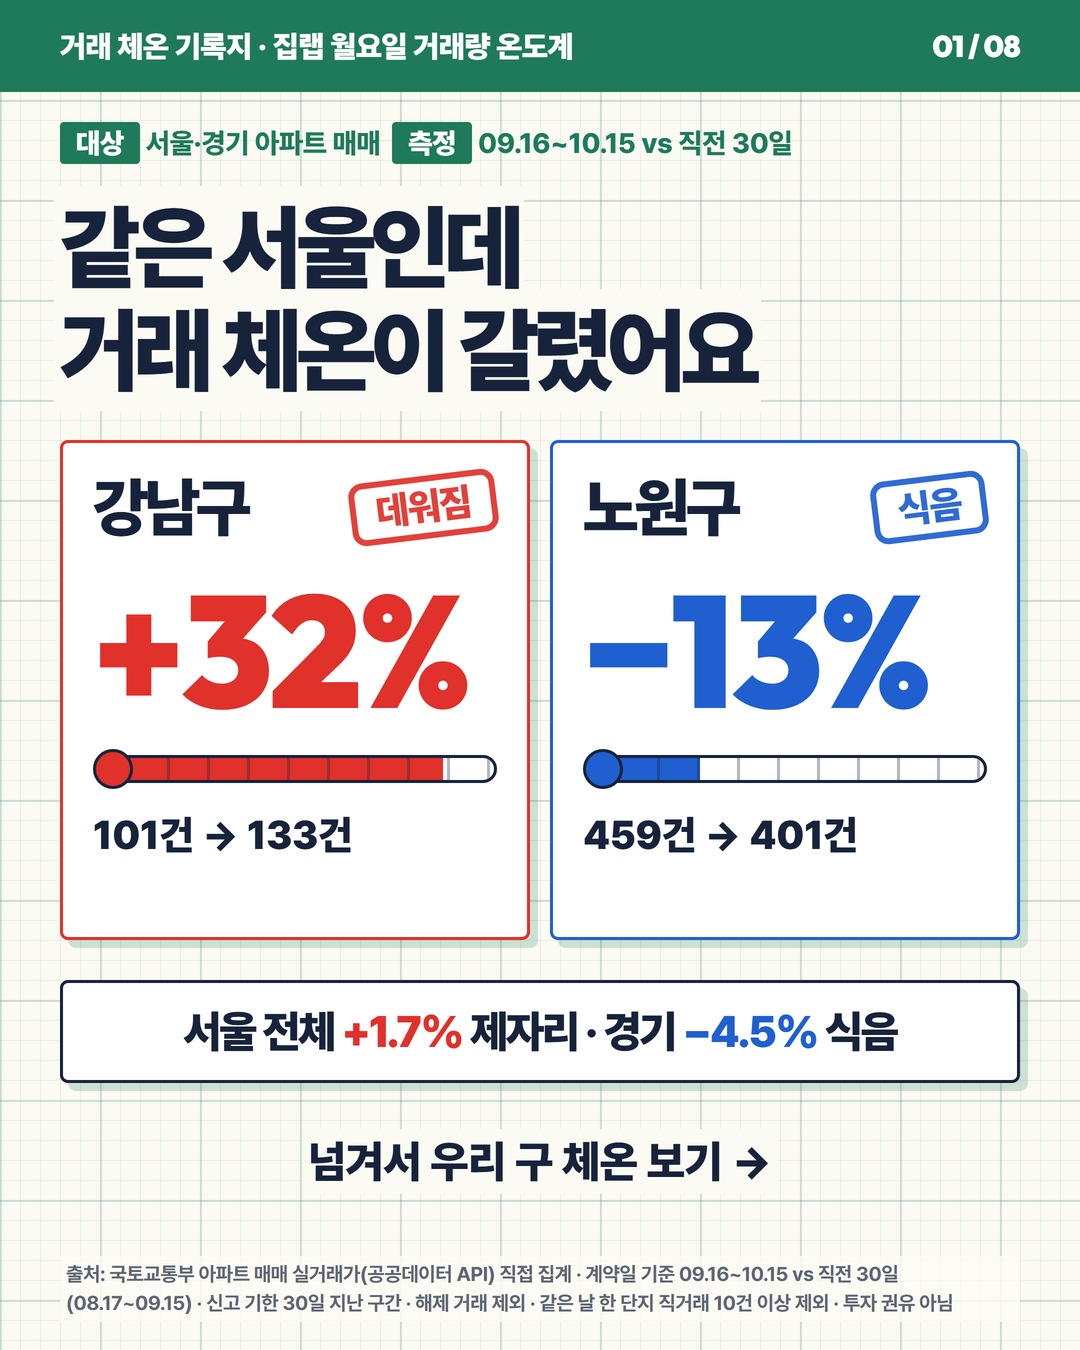 거래 체온 기록지 · 집랩 월요일 거래량 온도계
01 / 08
대상 서울·경기 아파트 매매 측정 09.16~10.15 vs 직전 30일
같은 서울인데
거래 체온이 갈렸어요
강남구
데워짐
+32%
101건 → 133건
노원구
식음
−13%
459건 → 401건
서울 전체 +1.7% 제자리 · 경기 −4.5% 식음
넘겨서 우리 구 체온 보기 →
출처: 국토교통부 아파트 매매 실거래가(공공데이터 API) 직접 집계 · 계약일 기준 09.16~10.15 vs 직전 30일
(08.17~09.15) · 신고 기한 30일 지난 구간 · 해제 거래 제외 · 같은 날 한 단지 직거래 10건 이상 제외 · 투자 권유 아님